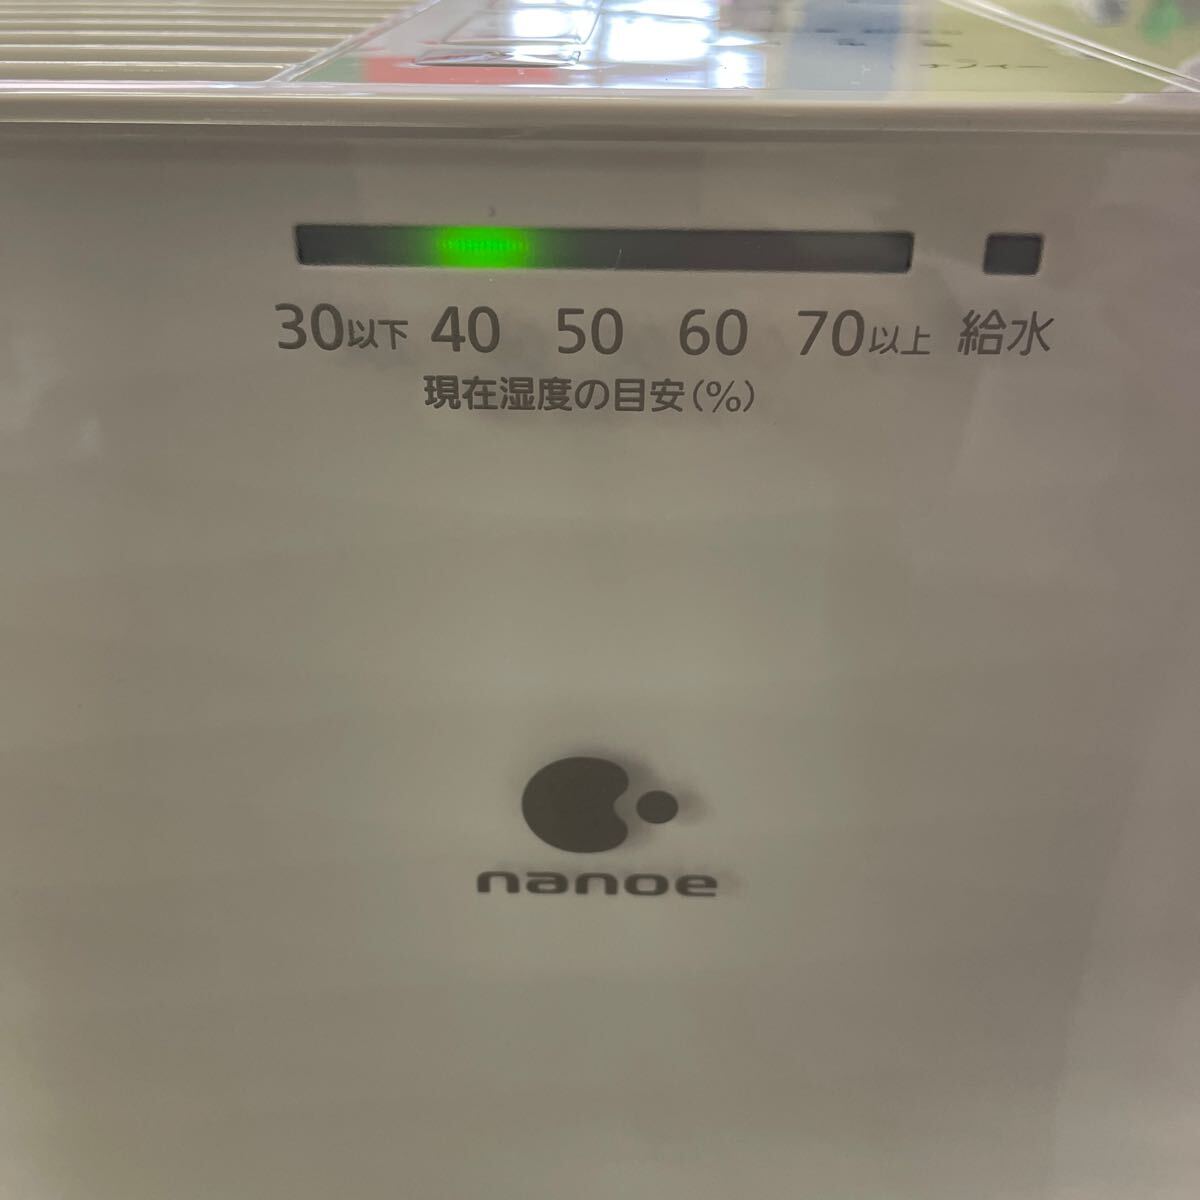 30以下 40 50 60 70以上 給水
現在湿度の目安(%)
nanoe